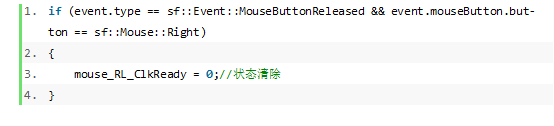 1. if (event.type == sf::Event::MouseButtonReleased && event.mouseButton.but-
ton == sf::Mouse::Right)
2. {
3.     mouse_RL_ClkReady = 0;//状态清除
4. }